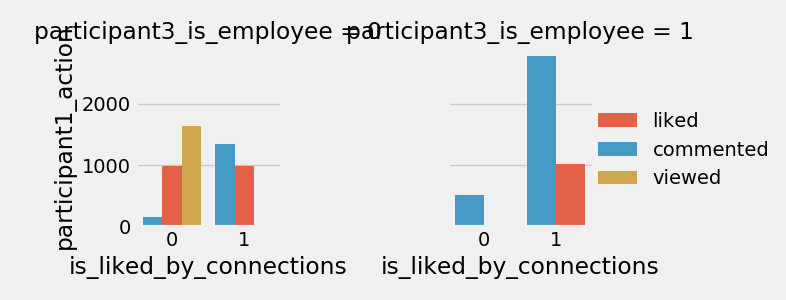 participant3_is_employee = 0
participant3_is_employee = 1
participant1_action
2000
1000
0
0 1
0 1
is_liked_by_connections
is_liked_by_connections
liked
commented
viewed